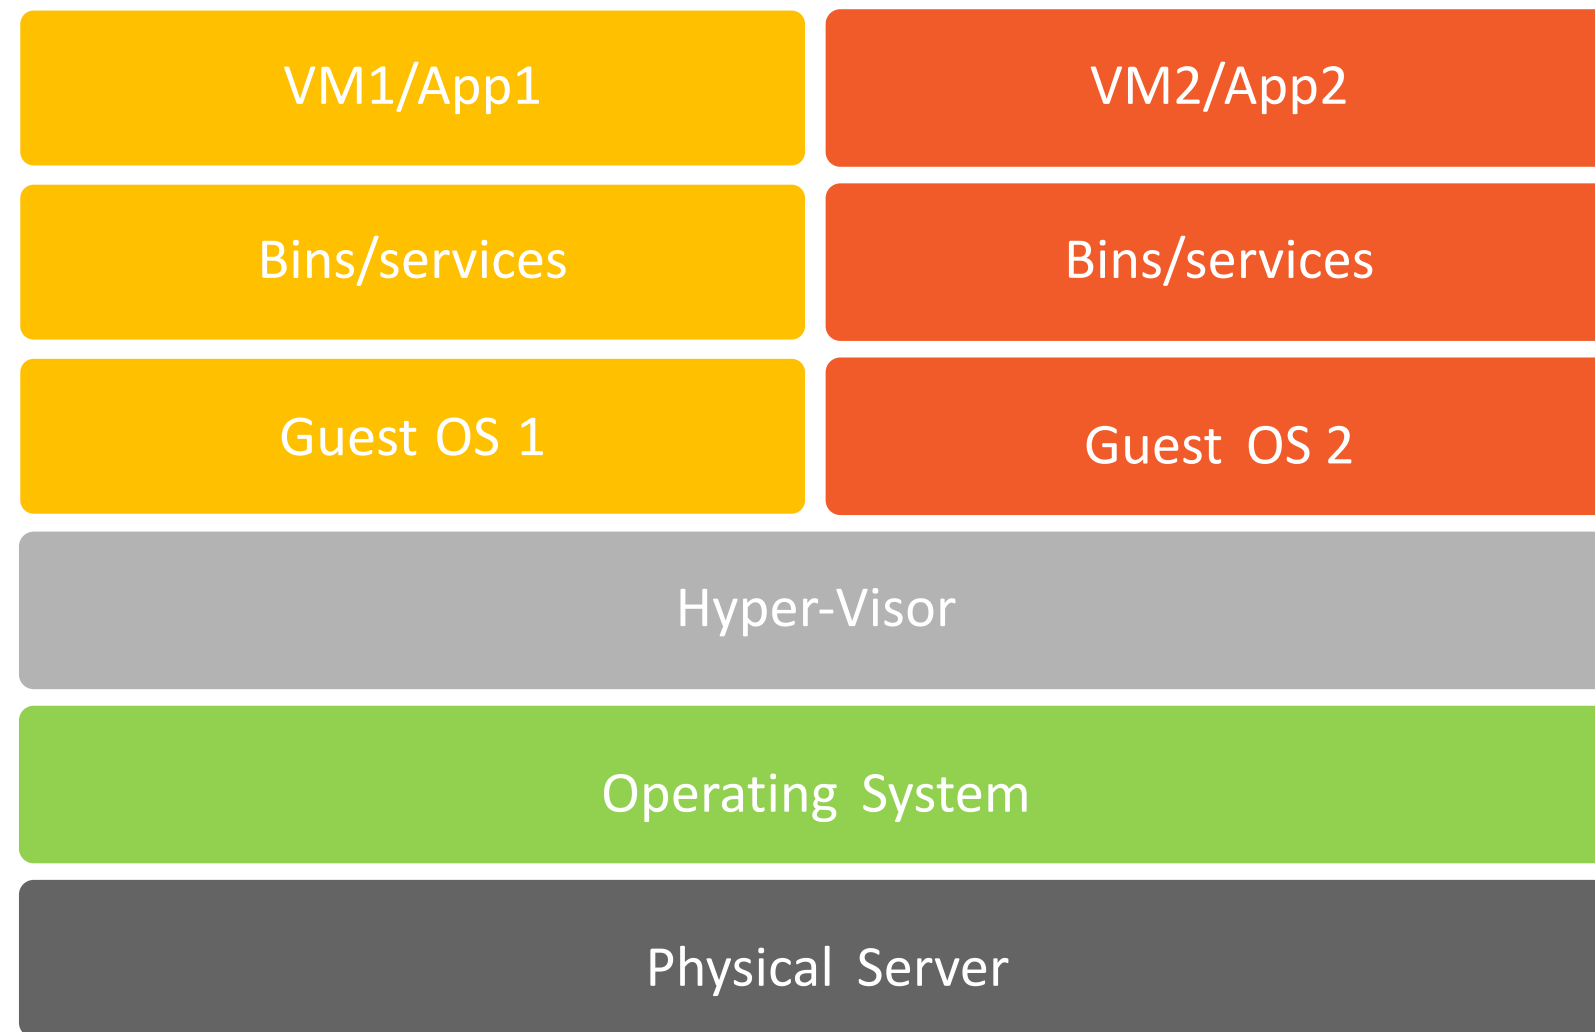 VM1/App1
VM2/App2
Bins/services
Bins/services
Guest OS 1
Guest OS 2
Hyper-Visor
Operating System
Physical Server